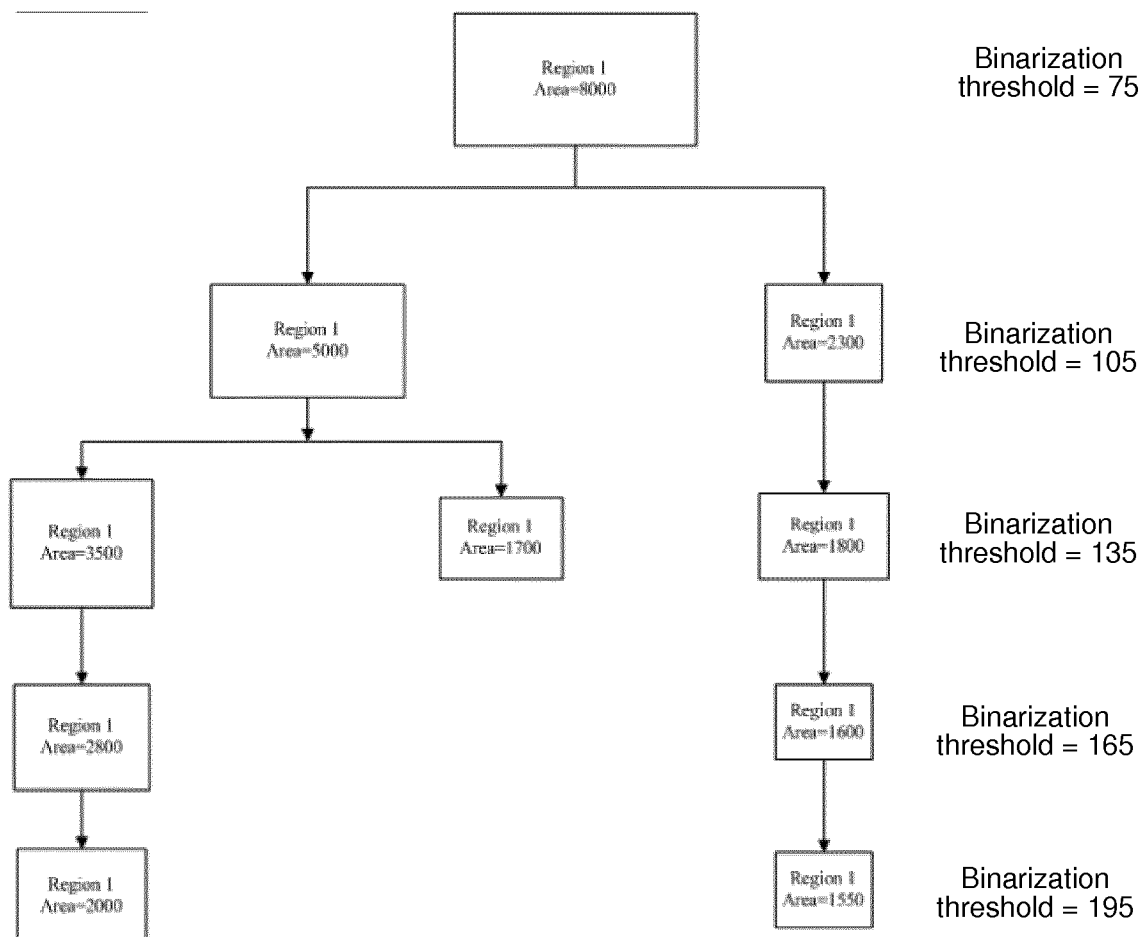 Region 1
Area=8000
Binarization
threshold = 75
Region 1
Area=5000
Region 1
Area=2300
Binarization
threshold = 105
Region 1
Area=3500
Region 1
Area=1700
Region 1
Area=1800
Binarization
threshold = 135
Region 1
Area=2800
Region 1
Area=1600
Binarization
threshold = 165
Region 1
Area=2000
Region 1
Area=1550
Binarization
threshold = 195